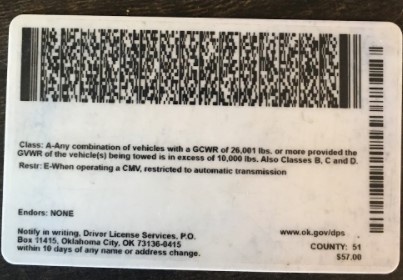 Class: A-Any combination of vehicles with a GCWR of 26,001 lbs. or more provided the
GVWR of the vehicle(s) being towed is in excess of 10,000 lbs. Also Classes B, C and D.
Restr: E-When operating a CMV, restricted to automatic transmission
Endors: NONE
Notify in writing, Driver License Services, P.O.
Box 11415, Oklahoma City, OK 73136-0415
within 10 days of any name or address change.
www.ok.gov/dps
COUNTY: 51
$57.00